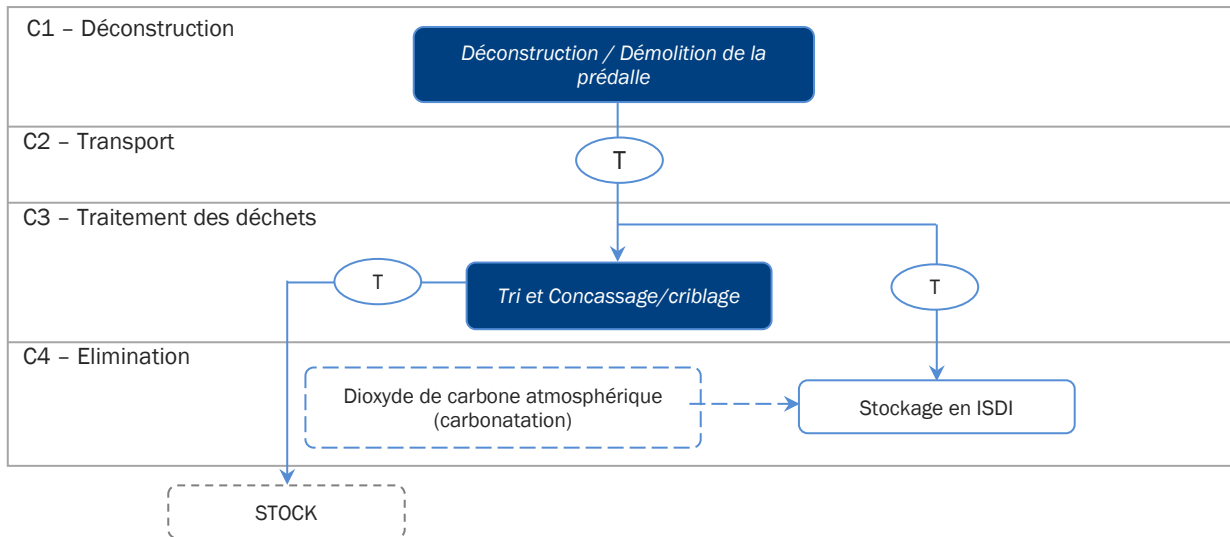 C1 – Déconstruction
Déconstruction / Démolition de la
prédalle
C2 – Transport
T
C3 – Traitement des déchets
T
Tri et Concassage/criblage
T
C4 – Elimination
Dioxyde de carbone atmosphérique
(carbonatation)
Stockage en ISDI
STOCK